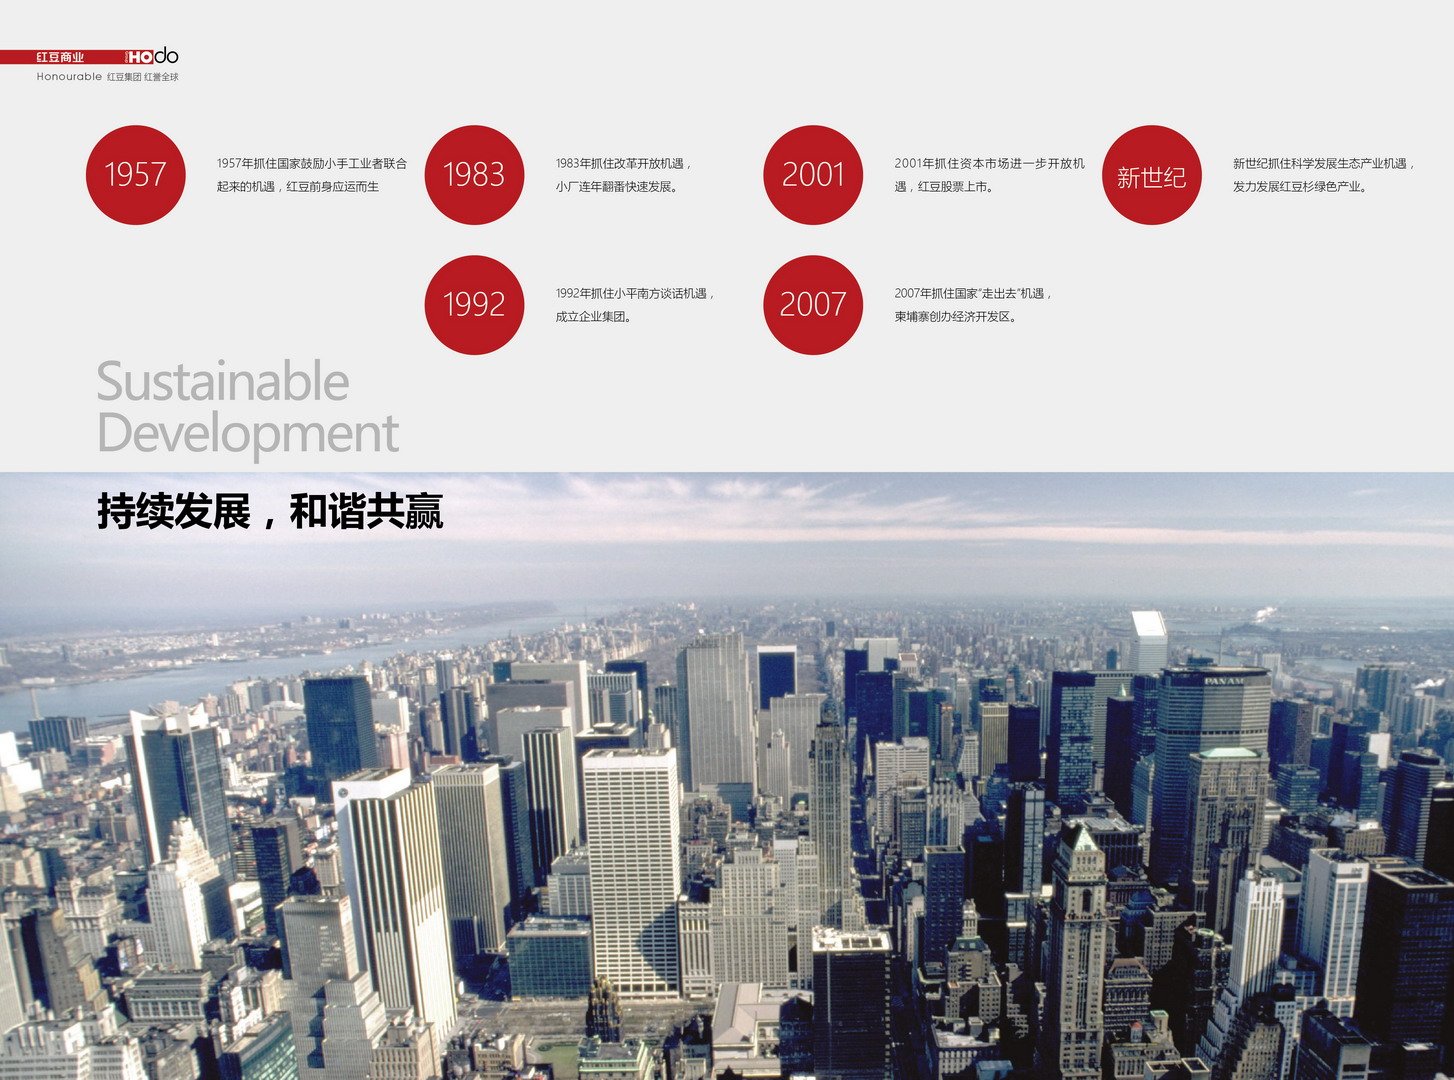 红豆商业 HOdo
Honourable 红豆集团 红誉全球
1957
1957年抓住国家鼓励小手工业者联合
起来的机遇，红豆前身应运而生
1983
1983年抓住改革开放机遇，
小厂连年翻番快速发展。
2001
2001年抓住资本市场进一步开放机
遇，红豆股票上市。
新世纪
新世纪抓住科学发展生态产业机遇，
发力发展红豆杉绿色产业。
1992
1992年抓住小平南方谈话机遇，
成立企业集团。
2007
2007年抓住国家“走出去”机遇，
柬埔寨创办经济开发区。
Sustainable
Development
持续发展，和谐共赢
PANAM